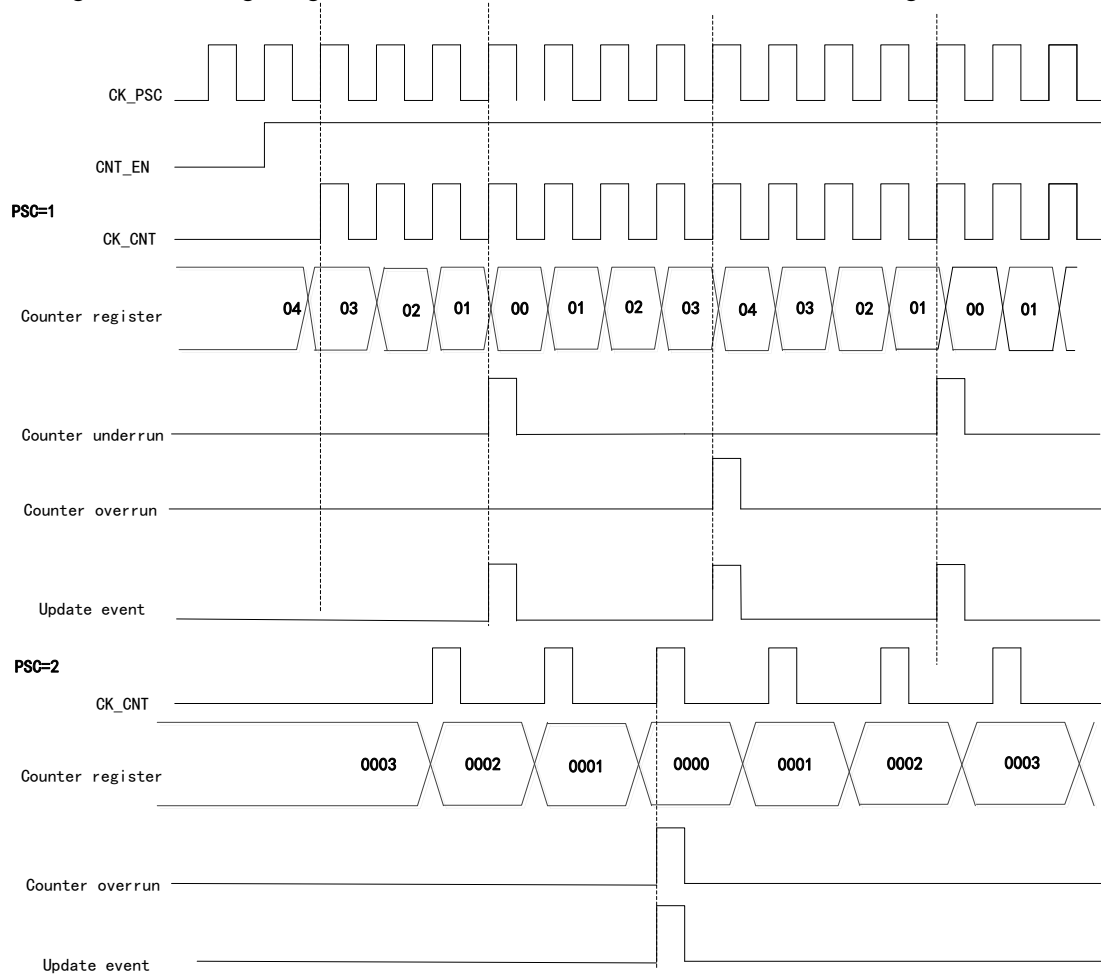 CK_PSC
CNT_EN
PSC=1
CK_CNT
Counter register 04 03 02 01 00 01 02 03 04 03 02 01 00 01
Counter underrun
Counter overrun
Update event
PSC=2
CK_CNT
Counter register 0003 0002 0001 0000 0001 0002 0003
Counter overrun
Update event